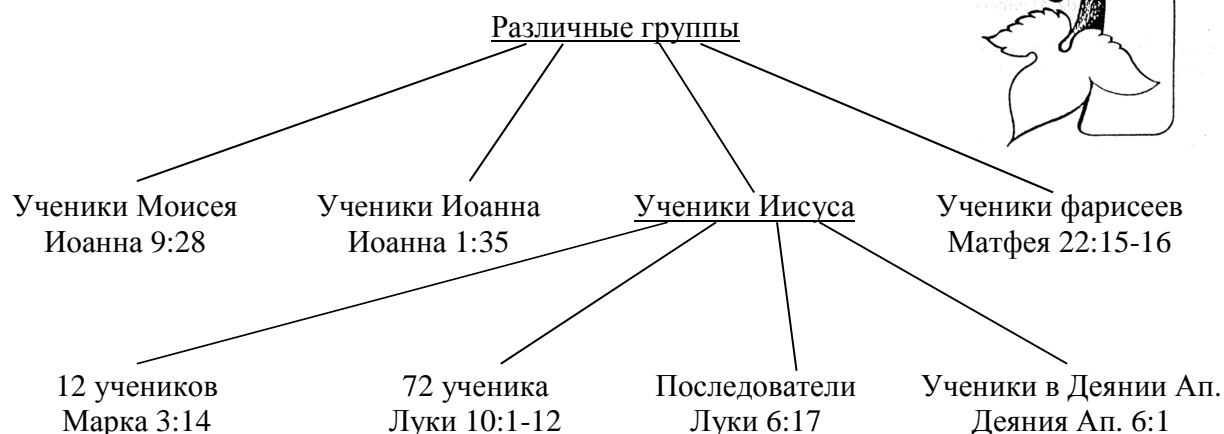 Различные группы
Ученики Моисея
Иоанна 9:28
Ученики Иоанна
Иоанна 1:35
Ученики Иисуса
Ученики фарисеев
Матфея 22:15-16
12 учеников
Марка 3:14
72 ученика
Луки 10:1-12
Последователи
Луки 6:17
Ученики в Деянии Ап.
Деяния Ап. 6:1